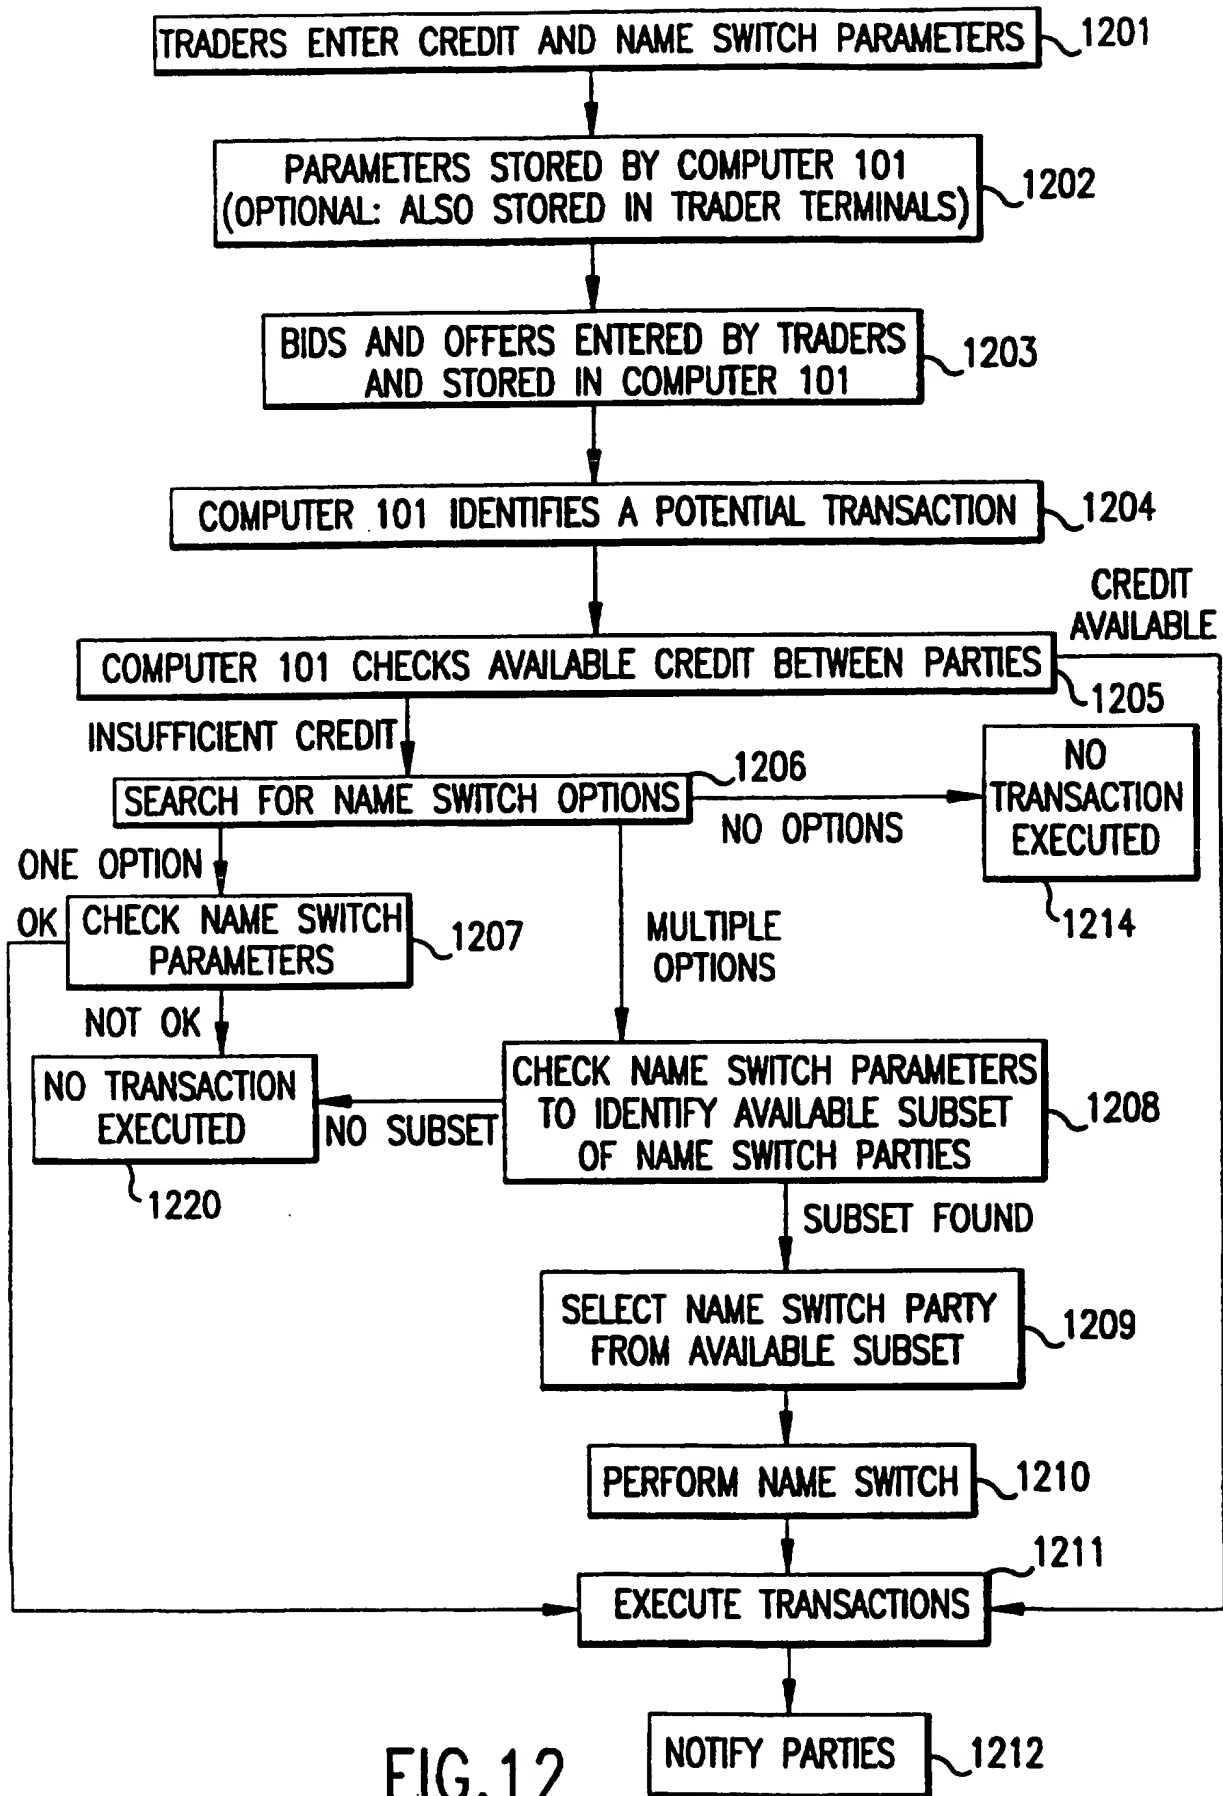 TRADERS ENTER CREDIT AND NAME SWITCH PARAMETERS
1201
PARAMETERS STORED BY COMPUTER 101
(OPTIONAL: ALSO STORED IN TRADER TERMINALS)
1202
BIDS AND OFFERS ENTERED BY TRADERS
AND STORED IN COMPUTER 101
1203
COMPUTER 101 IDENTIFIES A POTENTIAL TRANSACTION
1204
CREDIT
AVAILABLE
COMPUTER 101 CHECKS AVAILABLE CREDIT BETWEEN PARTIES
1205
INSUFFICIENT CREDIT
SEARCH FOR NAME SWITCH OPTIONS
1206
NO OPTIONS
NO
TRANSACTION
EXECUTED
1214
ONE OPTION
OK
CHECK NAME SWITCH
PARAMETERS
1207
MULTIPLE
OPTIONS
NOT OK
NO TRANSACTION
EXECUTED
1220
NO SUBSET
CHECK NAME SWITCH PARAMETERS
TO IDENTIFY AVAILABLE SUBSET
OF NAME SWITCH PARTIES
1208
SUBSET FOUND
SELECT NAME SWITCH PARTY
FROM AVAILABLE SUBSET
1209
PERFORM NAME SWITCH
1210
EXECUTE TRANSACTIONS
1211
NOTIFY PARTIES
1212
FIG.12